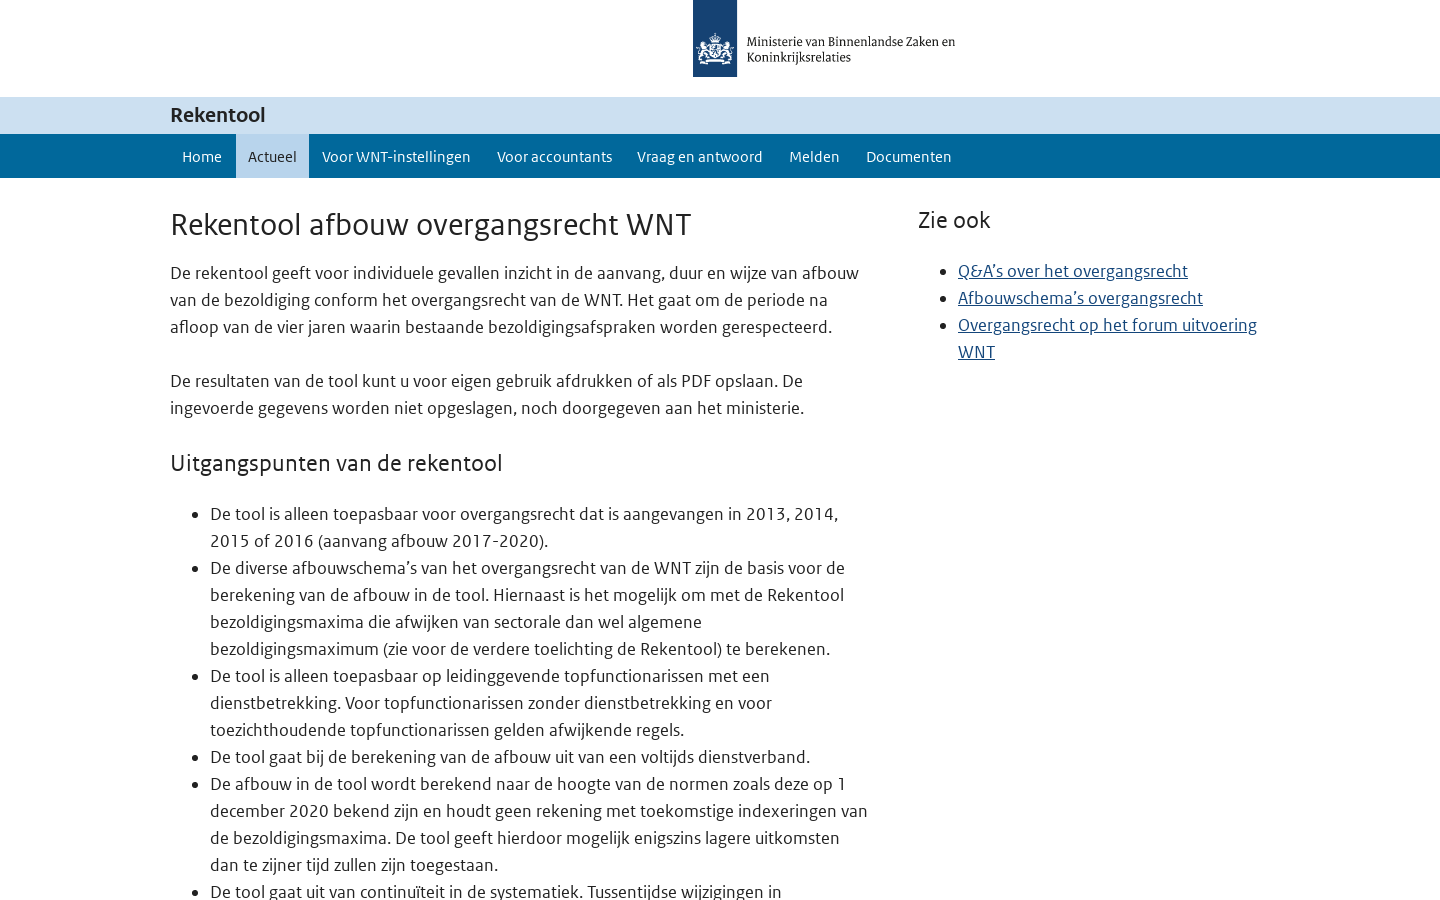 Ministerie van Binnenlandse Zaken en
Koninkrijksrelaties
Rekentool
Home
Actueel
Voor WNT-instellingen
Voor accountants
Vraag en antwoord
Melden
Documenten
Rekentool afbouw overgangsrecht WNT
De rekentool geeft voor individuele gevallen inzicht in de aanvang, duur en wijze van afbouw
van de bezoldiging conform het overgangsrecht van de WNT. Het gaat om de periode na
afloop van de vier jaren waarin bestaande bezoldigingsafspraken worden gerespecteerd.
De resultaten van de tool kunt u voor eigen gebruik afdrukken of als PDF opslaan. De
ingevoerde gegevens worden niet opgeslagen, noch doorgegeven aan het ministerie.
Uitgangspunten van de rekentool
De tool is alleen toepasbaar voor overgangsrecht dat is aangevangen in 2013, 2014,
2015 of 2016 (aanvang afbouw 2017-2020).
De diverse afbouwschema’s van het overgangsrecht van de WNT zijn de basis voor de
berekening van de afbouw in de tool. Hiernaast is het mogelijk om met de Rekentool
bezoldigingsmaxima die afwijken van sectorale dan wel algemene
bezoldigingsmaximum (zie voor de verdere toelichting de Rekentool) te berekenen.
De tool is alleen toepasbaar op leidinggevende topfunctionarissen met een
dienstbetrekking. Voor topfunctionarissen zonder dienstbetrekking en voor
toezichthoudende topfunctionarissen gelden afwijkende regels.
De tool gaat bij de berekening van de afbouw uit van een voltijds dienstverband.
De afbouw in de tool wordt berekend naar de hoogte van de normen zoals deze op 1
december 2020 bekend zijn en houdt geen rekening met toekomstige indexeringen van
de bezoldigingsmaxima. De tool geeft hierdoor mogelijk enigszins lagere uitkomsten
dan te zijner tijd zullen zijn toegestaan.
De tool gaat uit van continuïteit in de systematiek. Tussentijdse wijzigingen in
Zie ook
Q&A’s over het overgangsrecht
Afbouwschema’s overgangsrecht
Overgangsrecht op het forum uitvoering
WNT